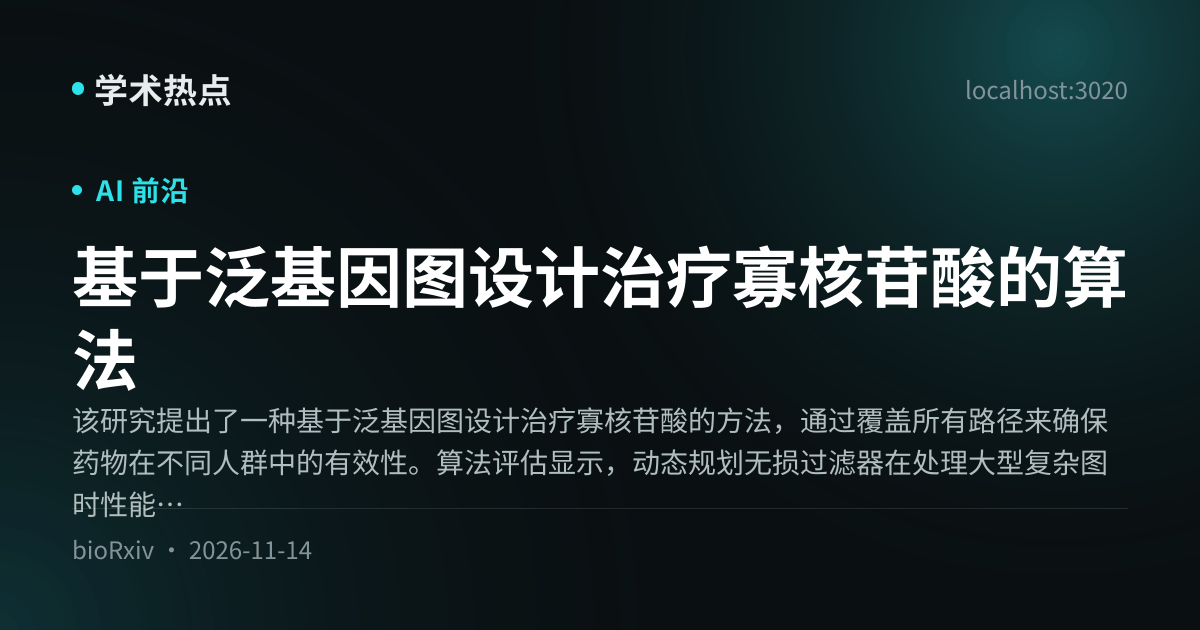 学术热点
localhost:3020
AI 前沿
基于泛基因图设计治疗寡核苷酸的算
法
该研究提出了一种基于泛基因图设计治疗寡核苷酸的方法，通过覆盖所有路径来确保
药物在不同人群中的有效性。算法评估显示，动态规划无损过滤器在处理大型复杂图
时性能…
bioRxiv • 2026-11-14